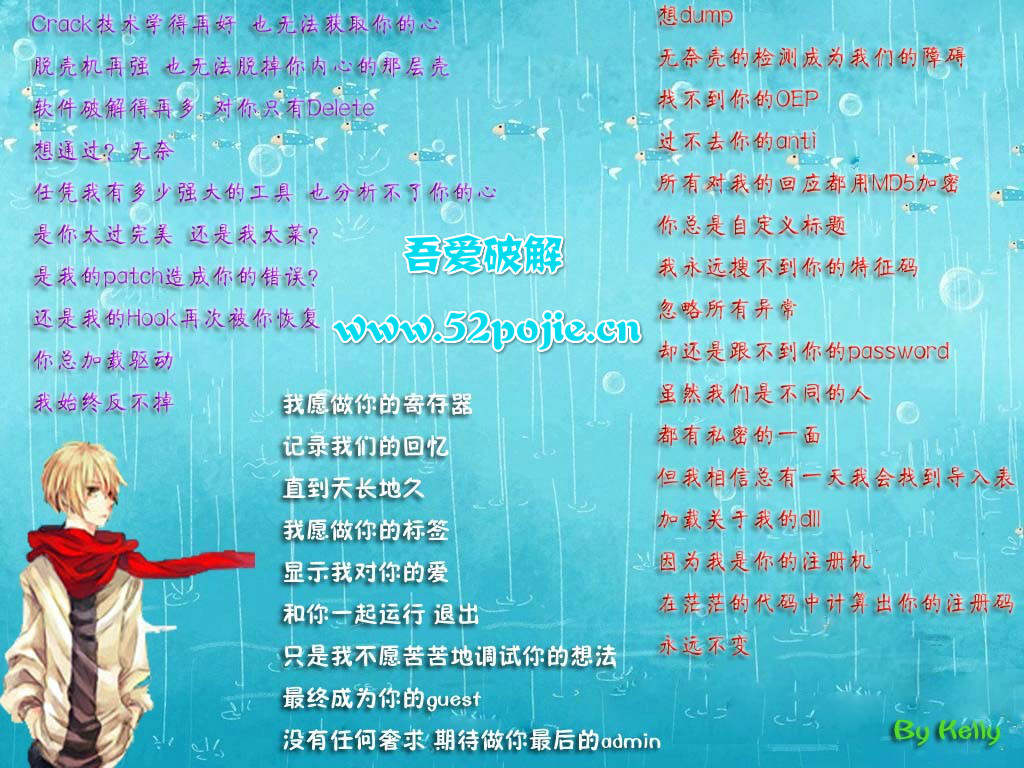 Crack技术学得再好 也无法获取你的心
脱壳机再强 也无法脱掉你内心的那层壳
软件破解得再多 对你只有Delete
想通过? 无奈
任凭我有多少强大的工具 也分析不了你的心
是你太过完美 还是我太菜?
是我的patch造成你的错误?
还是我的Hook再次被你恢复
你总加载驱动
我始终反不掉
吾爱破解
www.52pojie.cn
我愿做你的寄存器
记录我们的回忆
直到天长地久
我愿做你的标签
显示我对你的爱
和你一起运行 退出
只是我不愿苦苦地调试你的想法
最终成为你的guest
没有任何奢求 期待做你最后的admin
想dump
无奈壳的检测成为我们的障碍
找不到你的OEP
过不去你的anti
所有对我的回应都用MD5加密
你总是自定义标题
我永远搜不到你的特征码
忽略所有异常
却还是跟不到你的password
虽然我们是不同的人
都有私密的一面
但我相信总有一天我会找到导入表
加载关于我的dll
因为我是你的注册机
在茫茫的代码中计算出你的注册码
永远不变
By Kelly